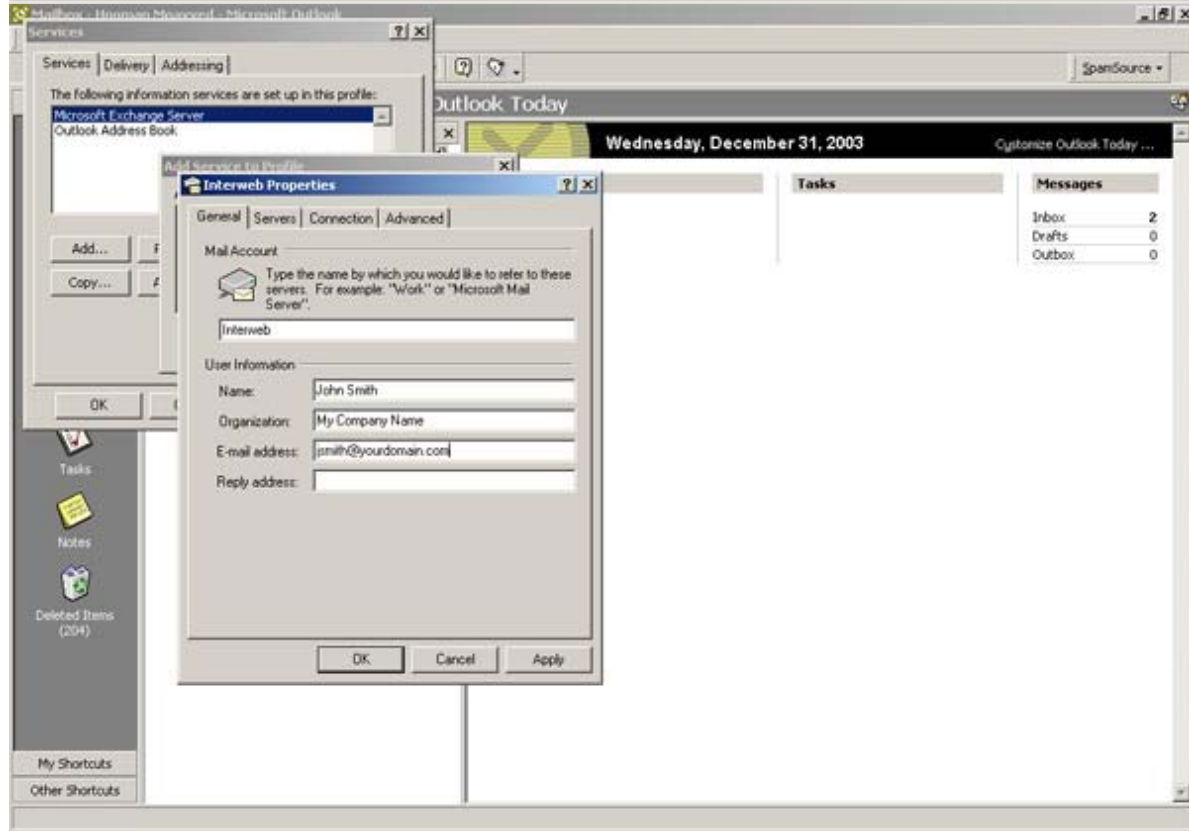 Mailbox - Hooman Moayyed - Microsoft Outlook
Services
Services Delivery Addressing
The following information services are set up in this profile:
Microsoft Exchange Server
Outlook Address Book
Add...
Copy...
OK
Add Service to Profile
Interweb Properties
General Servers Connection Advanced
Mail Account
Type the name by which you would like to refer to these
servers. For example: "Work" or "Microsoft Mail
Server".
Interweb
User Information
Name: John Smith
Organization: My Company Name
E-mail address: jsmith@yourdomain.com
Reply address:
OK Cancel Apply
SpamSource
Outlook Today
Wednesday, December 31, 2003 Customize Outlook Today ...
Tasks Messages
Inbox 2
Drafts 0
Outbox 0
Tasks
Notes
Deleted Items
(204)
My Shortcuts
Other Shortcuts